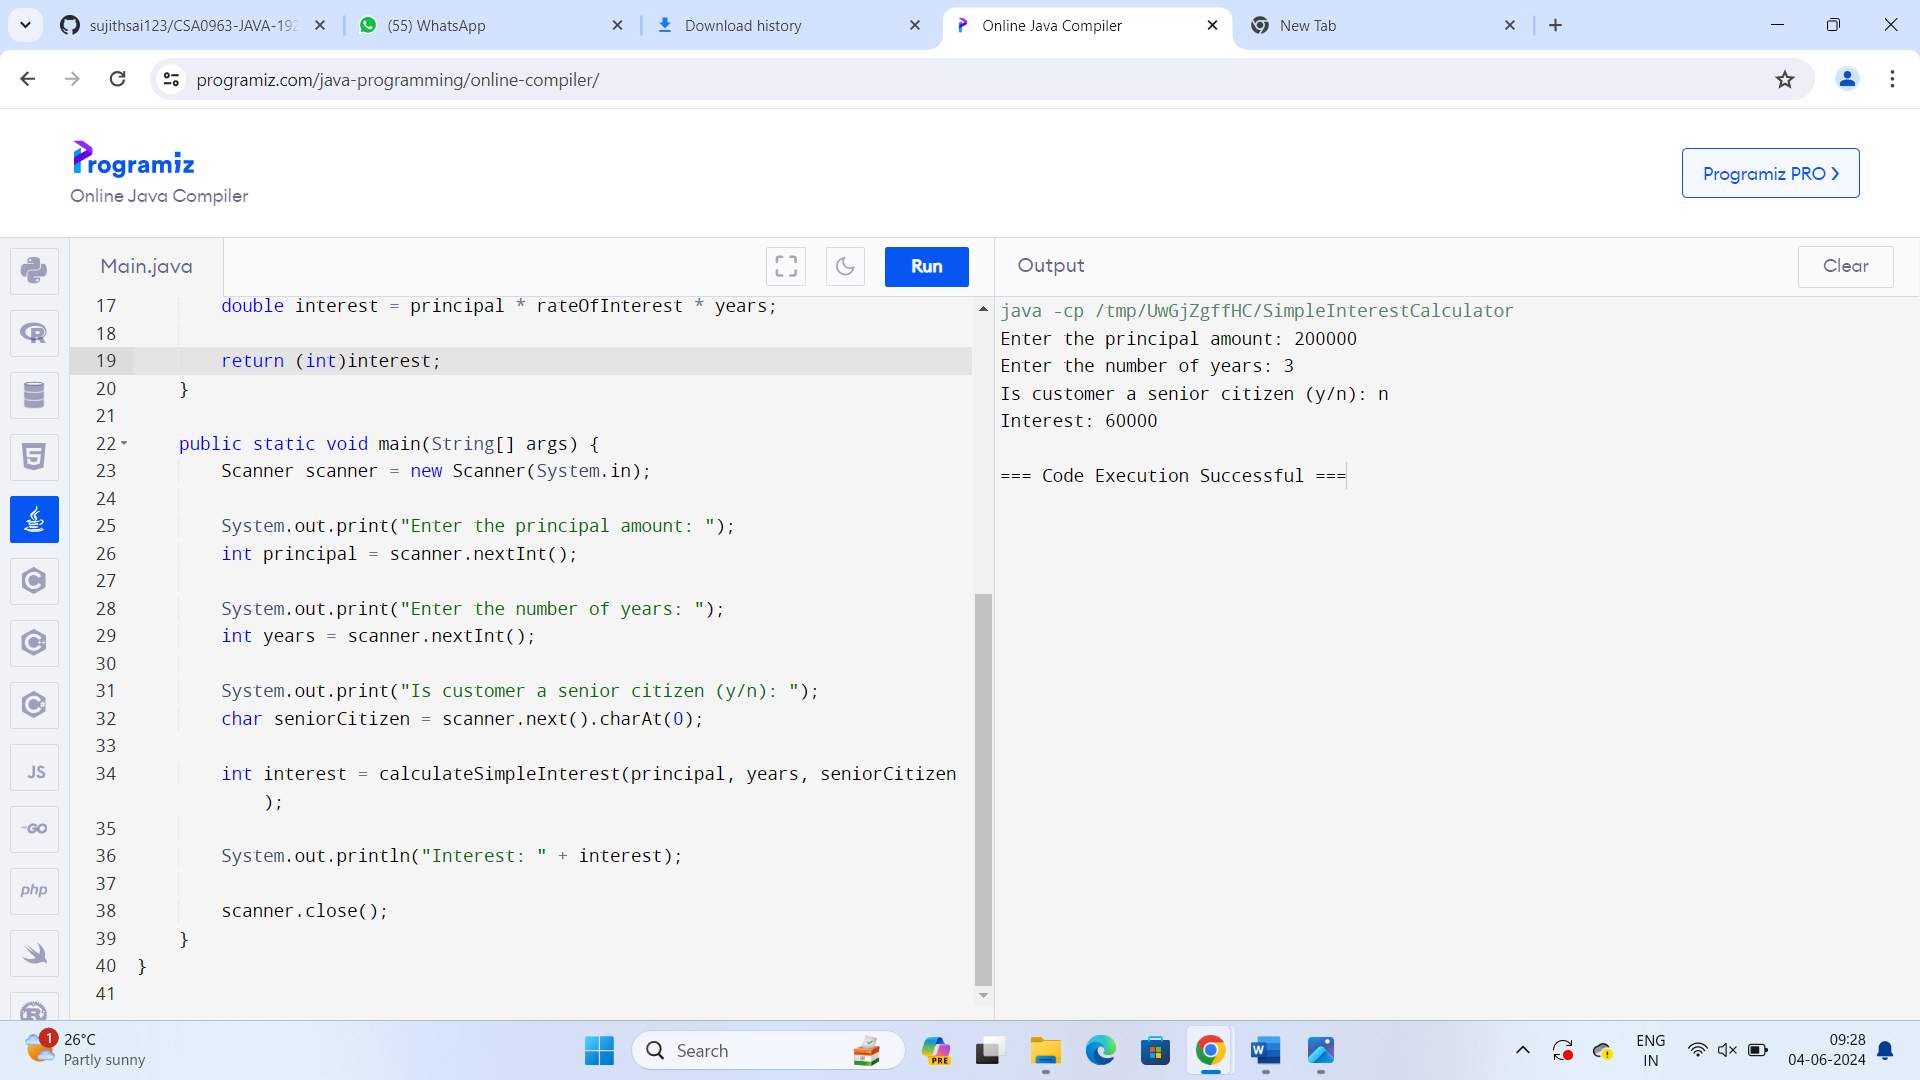 sujithsai123/CSA0963-JAVA-192
(55) WhatsApp
Download history
Online Java Compiler
New Tab
programiz.com/java-programming/online-compiler/
Programiz
Online Java Compiler
Programiz PRO
Main.java
Run
Output
Clear
17 double interest = principal * rateOfInterest * years;
18
19 return (int)interest;
20 }
21
22 public static void main(String[] args) {
23 Scanner scanner = new Scanner(System.in);
24
25 System.out.print("Enter the principal amount: ");
26 int principal = scanner.nextInt();
27
28 System.out.print("Enter the number of years: ");
29 int years = scanner.nextInt();
30
31 System.out.print("Is customer a senior citizen (y/n): ");
32 char seniorCitizen = scanner.next().charAt(0);
33
34 int interest = calculateSimpleInterest(principal, years, seniorCitizen
);
35
36 System.out.println("Interest: " + interest);
37
38 scanner.close();
39 }
40 }
41
java -cp /tmp/UwGjZgffHC/SimpleInterestCalculator
Enter the principal amount: 200000
Enter the number of years: 3
Is customer a senior citizen (y/n): n
Interest: 60000
=== Code Execution Successful ===
JS
GO
php
1
26°C
Partly sunny
Search
PRE
ENG
IN
09:28
04-06-2024